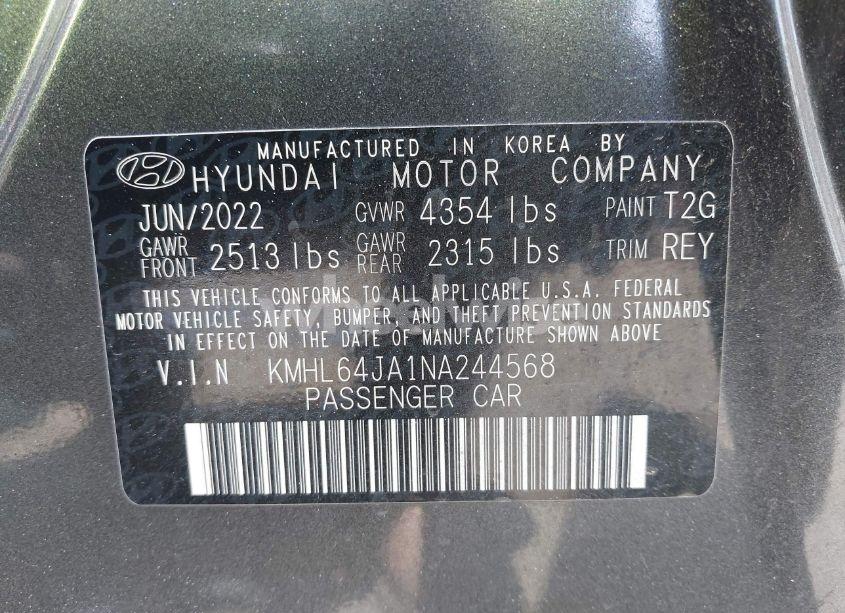 MANUFACTURED IN KOREA BY
HYUNDAI MOTOR COMPANY
JUN/2022 GVWR 4354 lbs PAINT T2G
GAWR FRONT 2513 lbs GAWR REAR 2315 lbs TRIM REY
THIS VEHICLE CONFORMS TO ALL APPLICABLE U.S.A. FEDERAL
MOTOR VEHICLE SAFETY, BUMPER, AND THEFT PREVENTION STANDARDS
IN EFFECT ON THE DATE OF MANUFACTURE SHOWN ABOVE
V.I.N KMHL64JA1NA244568
PASSENGER CAR